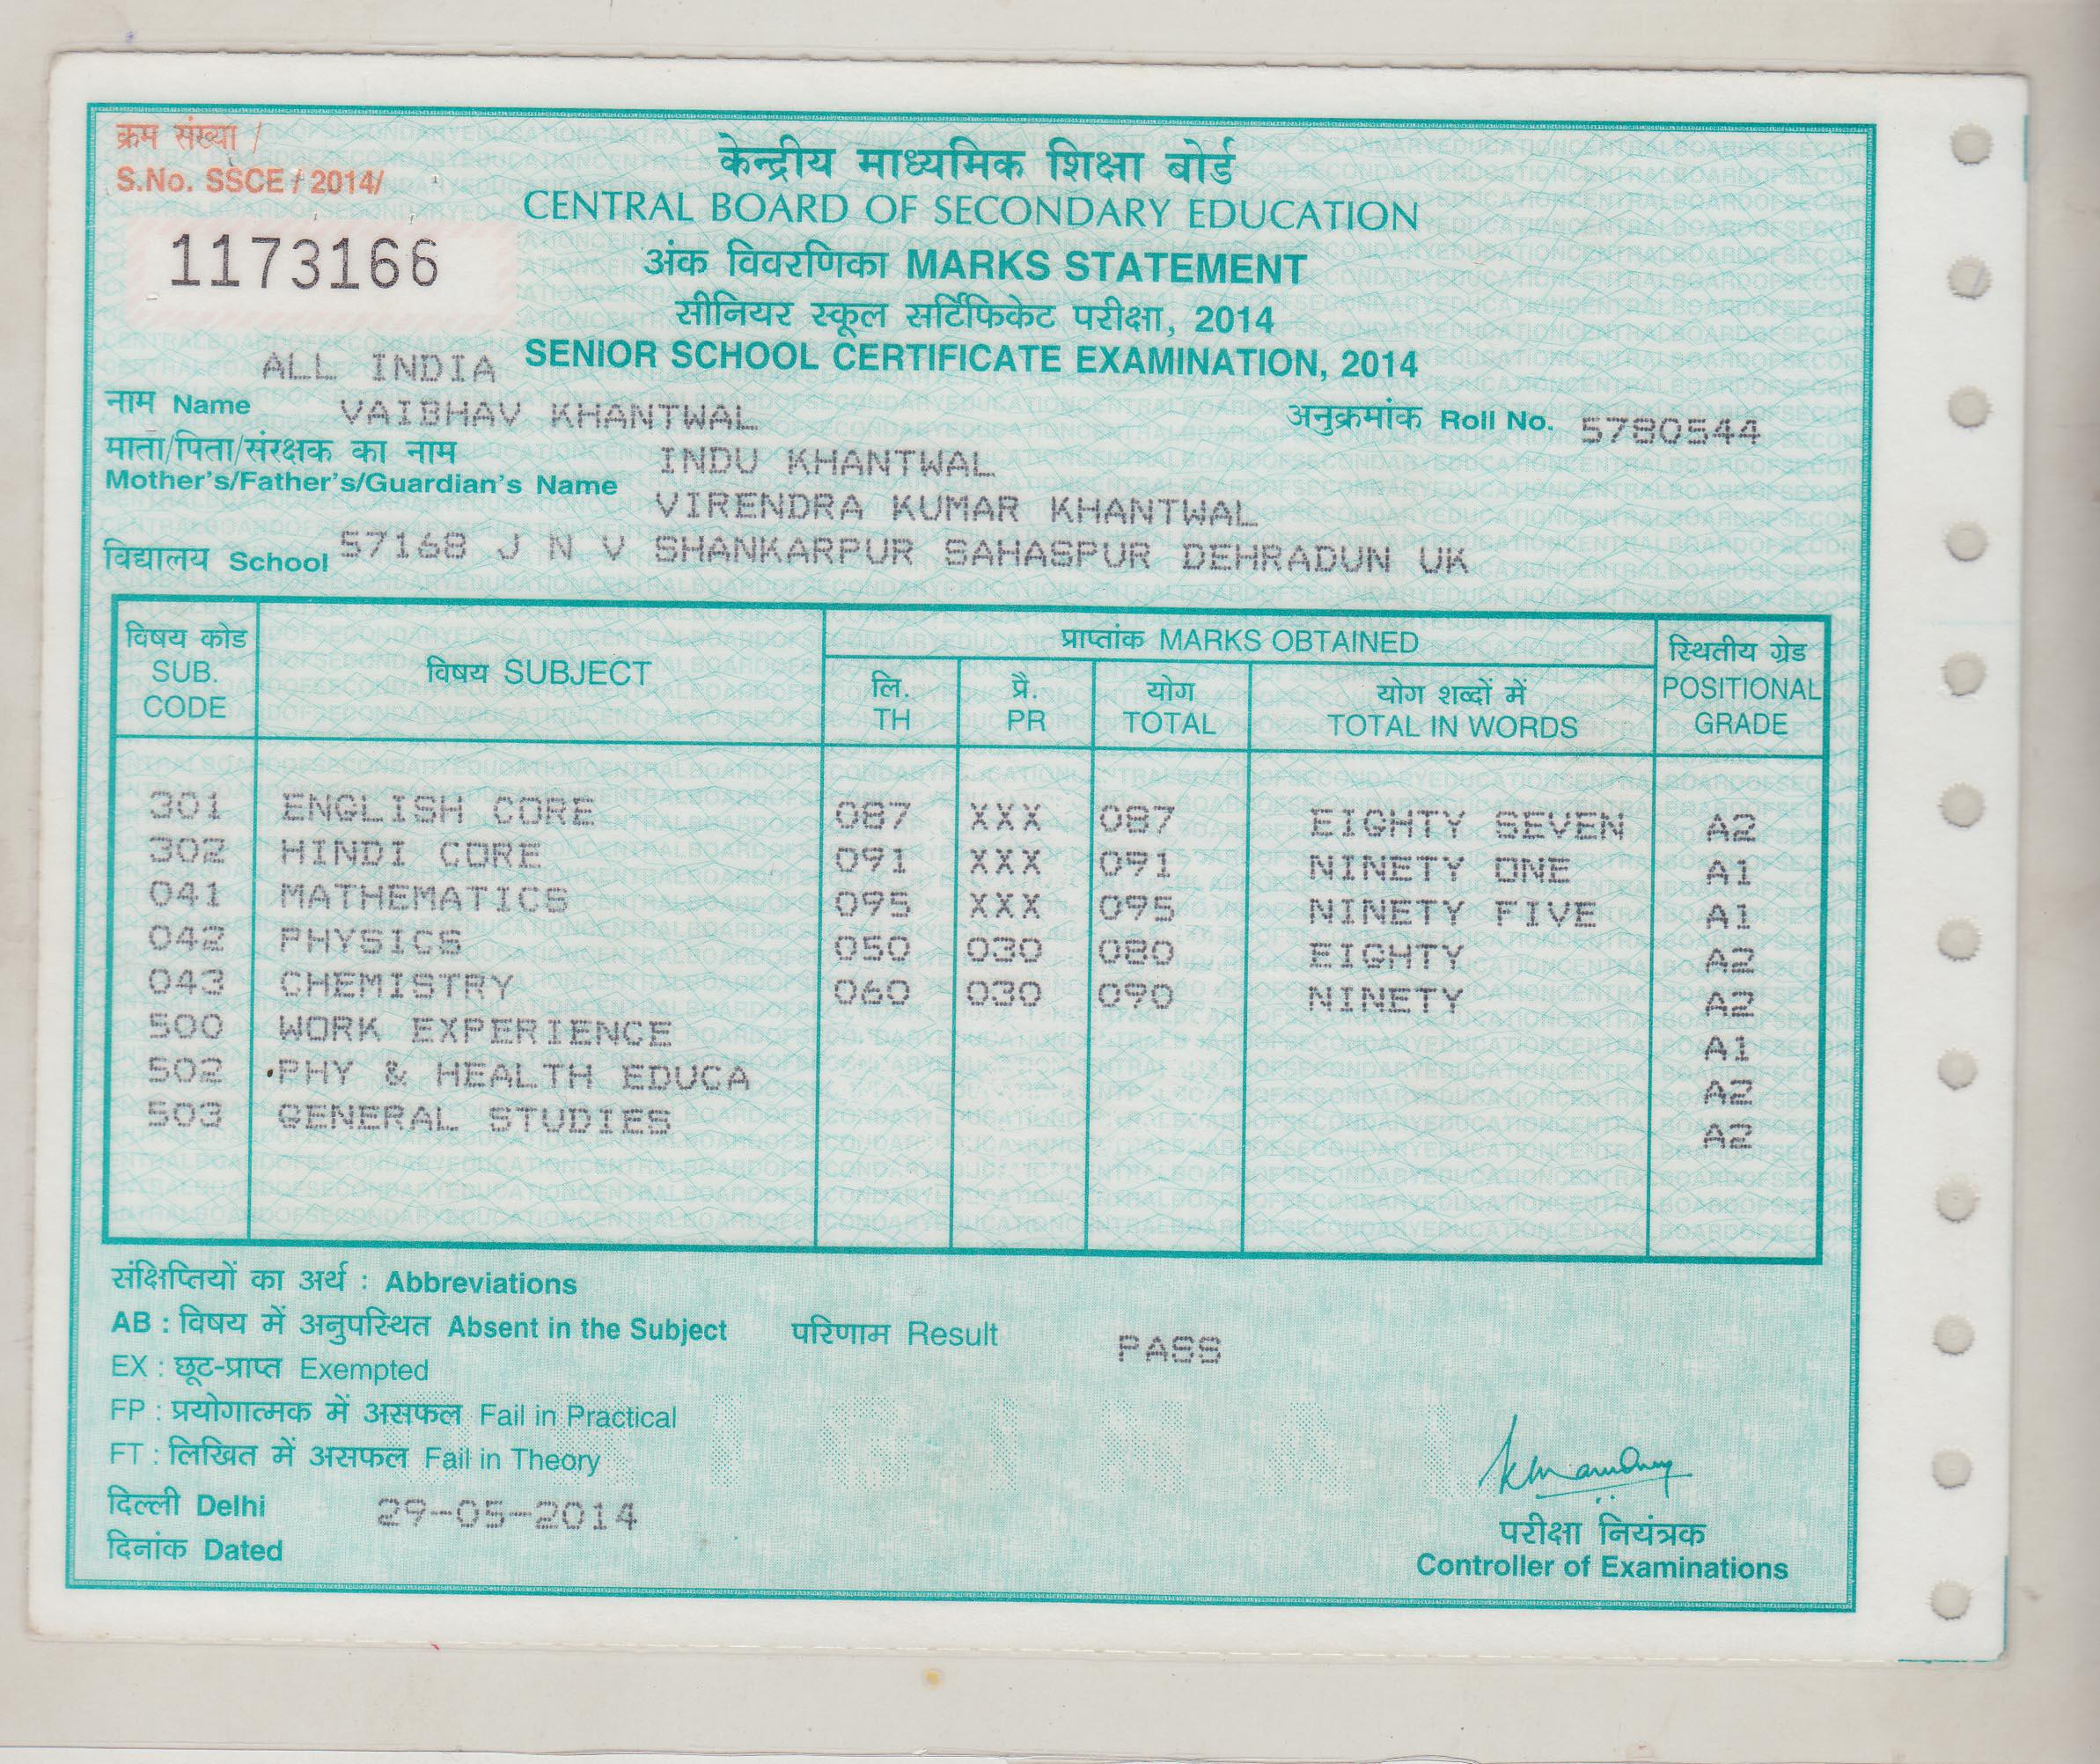 क्रम संख्या /
S.No. SSCE / 2014/
1173166
केन्द्रीय माध्यमिक शिक्षा बोर्ड
CENTRAL BOARD OF SECONDARY EDUCATION
अंक विवरणिका MARKS STATEMENT
सीनियर स्कूल सर्टिफिकेट परीक्षा, 2014
ALL INDIA SENIOR SCHOOL CERTIFICATE EXAMINATION, 2014
नाम Name VAIBHAV KHANTWAL अनुक्रमांक Roll No. 5780544
माता/पिता/संरक्षक का नाम INDU KHANTWAL
Mother's/Father's/Guardian's Name VIRENDRA KUMAR KHANTWAL
विद्यालय School 57168 J N V SHANKARPUR SAHASPUR DEHRADUN UK
विषय कोड SUB. CODE विषय SUBJECT प्राप्तांक MARKS OBTAINED स्थितीय ग्रेड POSITIONAL GRADE
लि. TH प्रै. PR योग TOTAL योग शब्दों में TOTAL IN WORDS
301 ENGLISH CORE 087 XXX 087 EIGHTY SEVEN A2
302 HINDI CORE 091 XXX 091 NINETY ONE A1
041 MATHEMATICS 095 XXX 095 NINETY FIVE A1
042 PHYSICS 050 030 080 EIGHTY A2
043 CHEMISTRY 060 030 090 NINETY A2
500 WORK EXPERIENCE A1
502 PHY & HEALTH EDUCA A2
503 GENERAL STUDIES A2
संक्षिप्तियों का अर्थ : Abbreviations
AB : विषय में अनुपस्थित Absent in the Subject परिणाम Result PASS
EX : छूट-प्राप्त Exempted
FP : प्रयोगात्मक में असफल Fail in Practical
FT : लिखित में असफल Fail in Theory
दिल्ली Delhi
दिनांक Dated 29-05-2014
परीक्षा नियंत्रक
Controller of Examinations